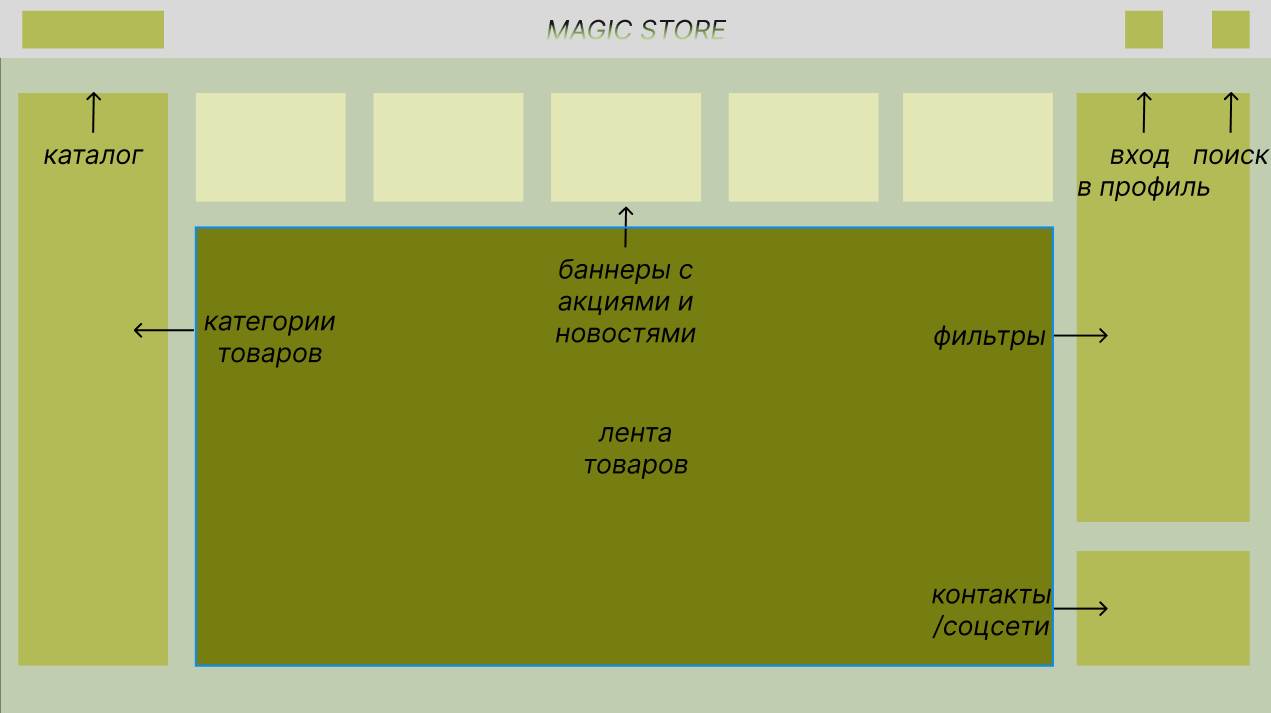 MAGIC STORE
каталог
вход
в профиль
поиск
баннеры с
акциями и
новостями
категории
товаров
фильтры
лента
товаров
контакты
/соцсети